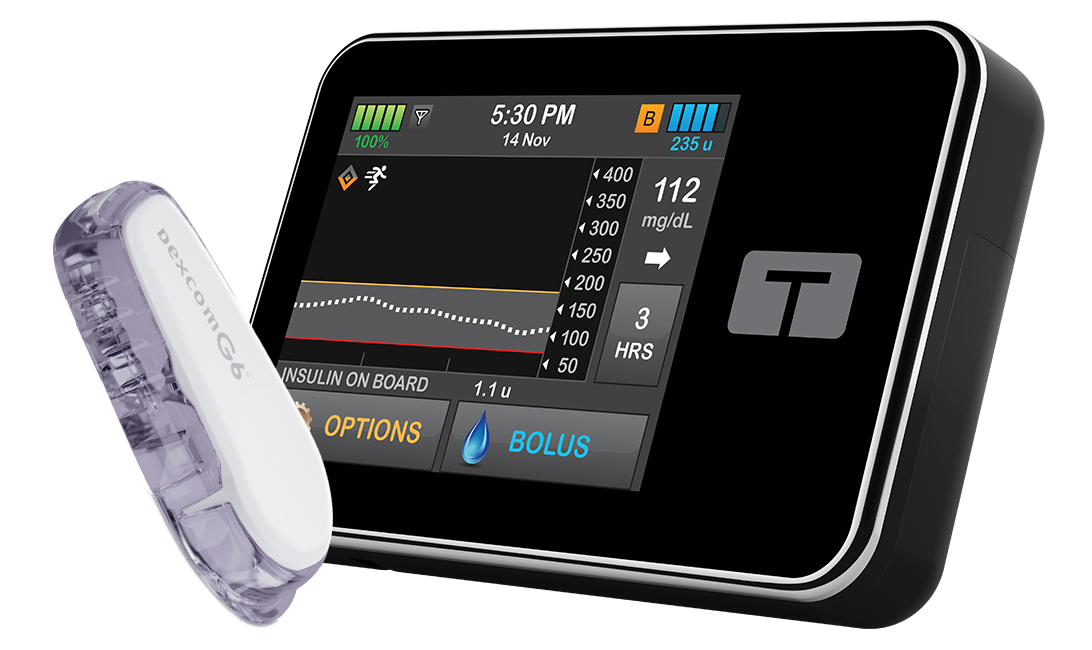 5:30 PM
14 Nov
100%
B
235 u
400
350
300
250
200
150
100
50
112
mg/dL
3
HRS
INSULIN ON BOARD 1.1 u
OPTIONS
BOLUS
T
DexcomG6